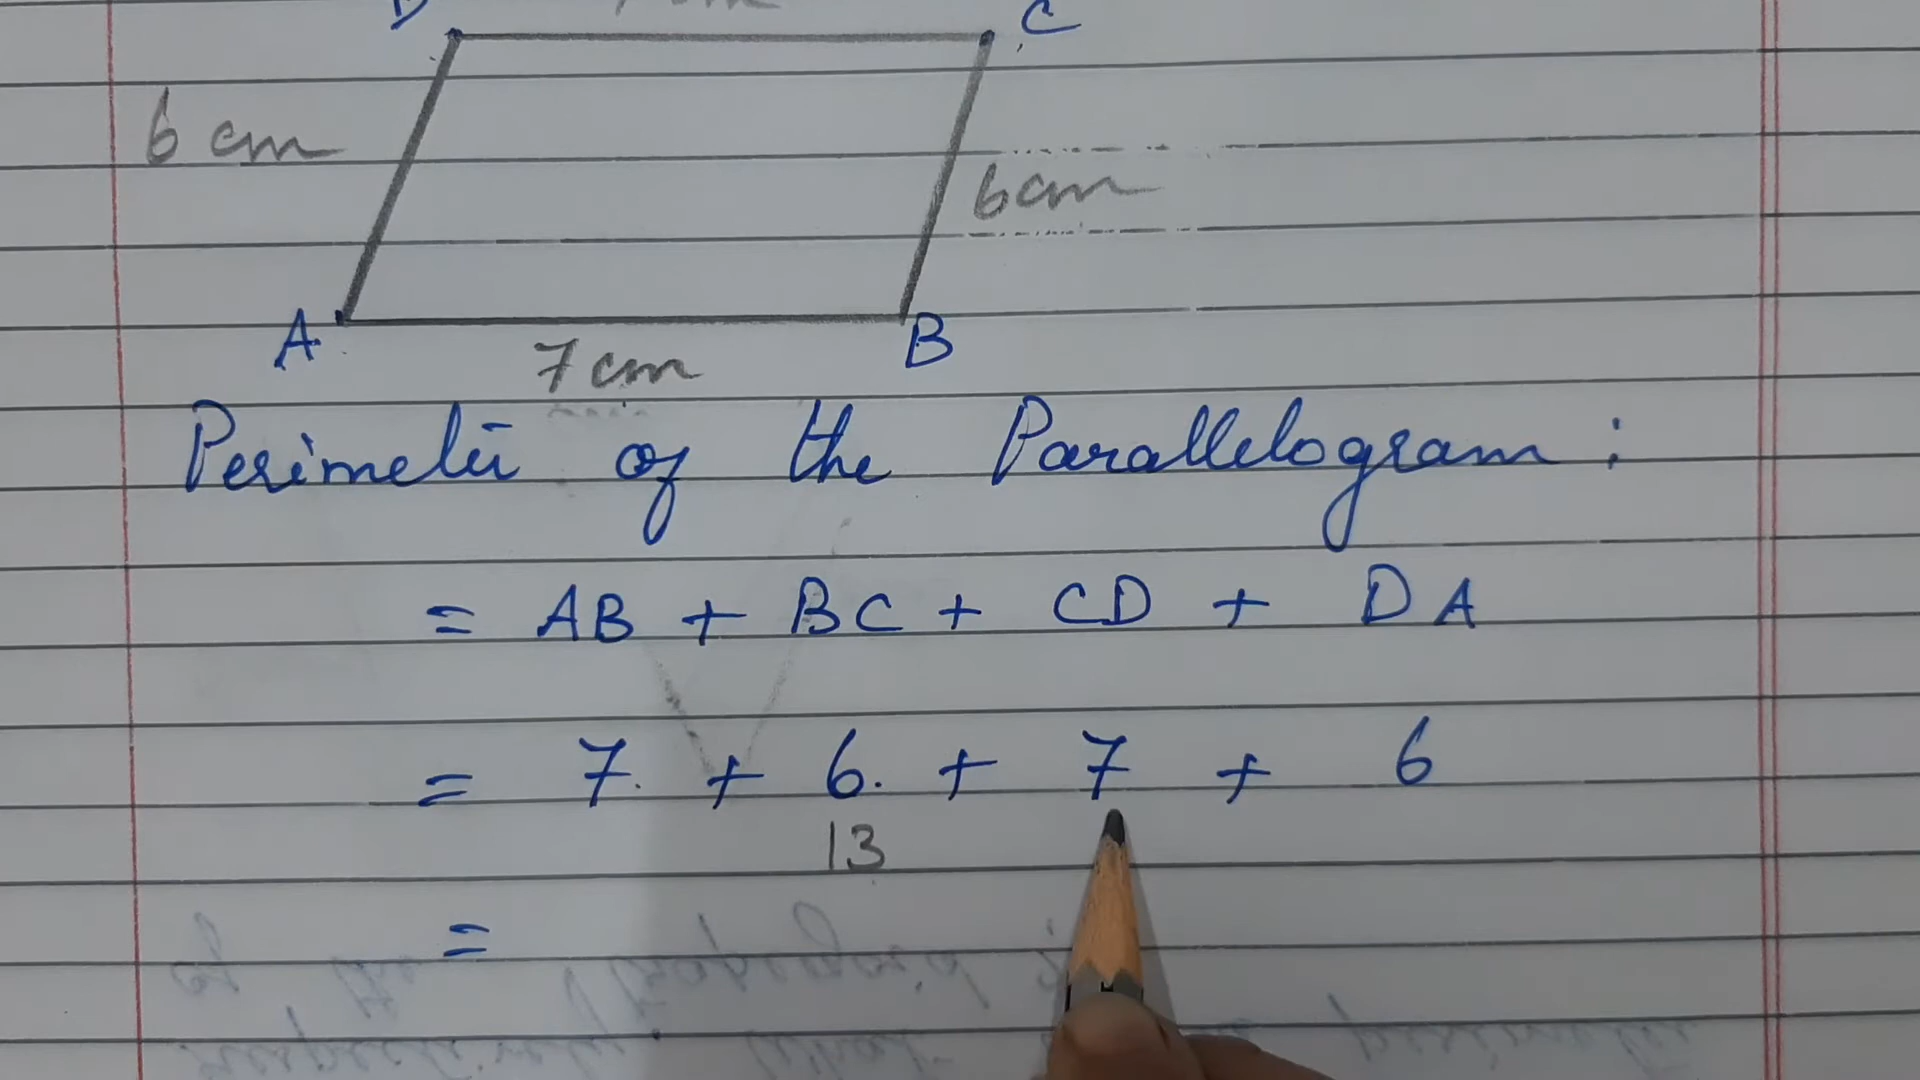 D C
6 cm
6cm
A B
7 cm
Perimeter of the Parallelogram :
= AB + BC + CD + DA
= 7 + 6 + 7 + 6
13
=